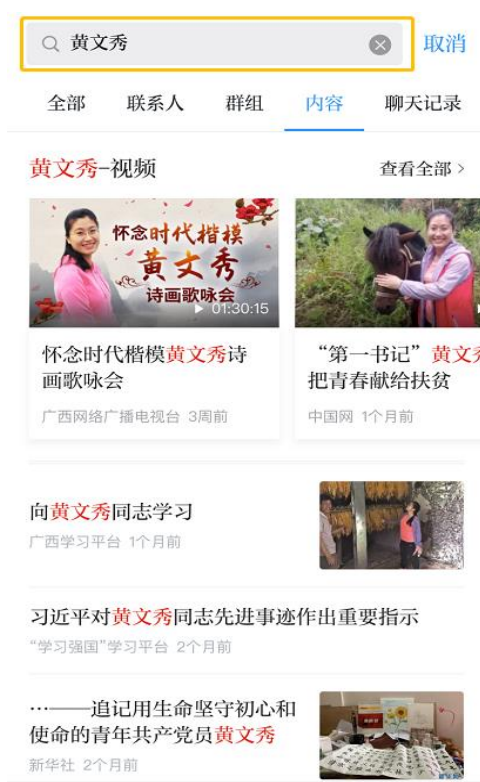 黄文秀
取消
全部 联系人 群组 内容 聊天记录
黄文秀-视频
查看全部
怀念时代楷模
黄文秀
诗画歌咏会
01:30:15
怀念时代楷模黄文秀诗
画歌咏会
广西网络广播电视台 3周前
“第一书记”黄文秀
把青春献给扶贫
中国网 1个月前
向黄文秀同志学习
广西学习平台 1个月前
习近平对黄文秀同志先进事迹作出重要指示
“学习强国”学习平台 2个月前
…——追记用生命坚守初心和
使命的青年共产党员黄文秀
新华社 2个月前